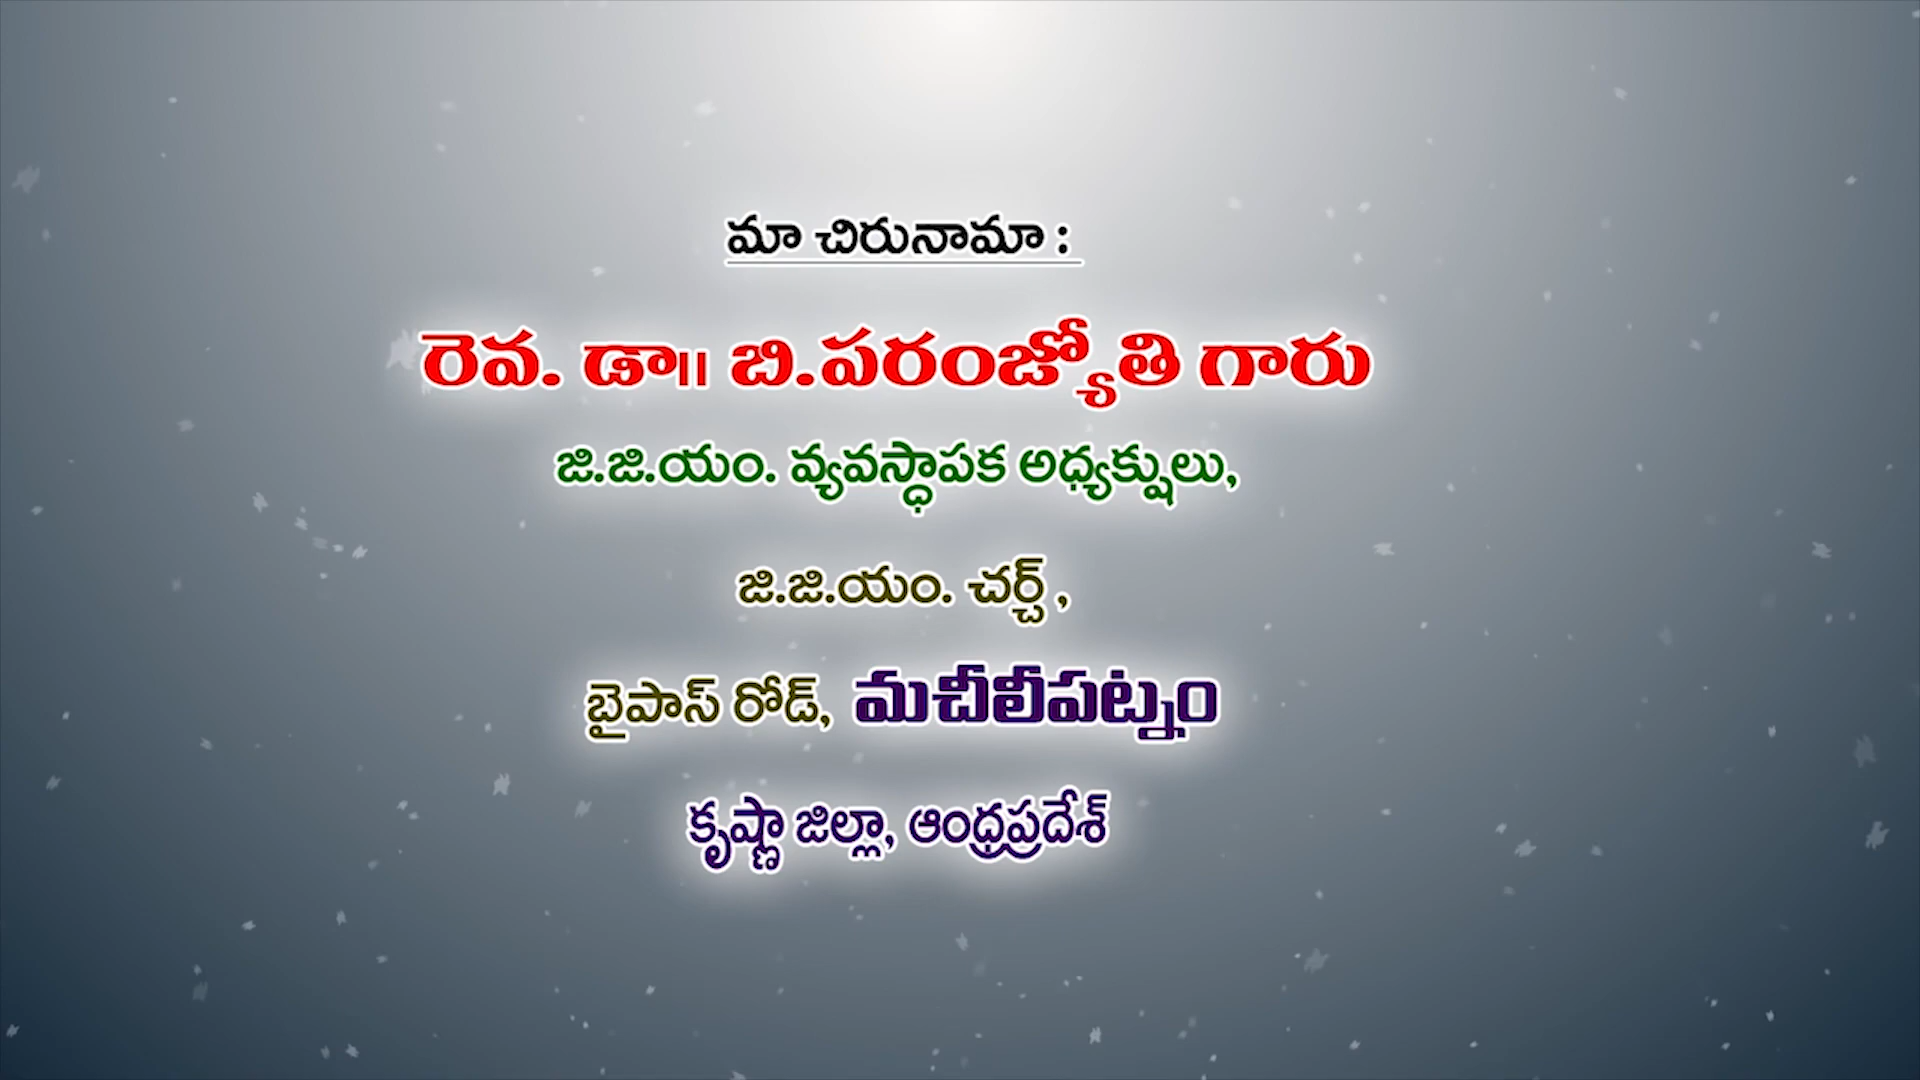 మా చిరునామా :
రెవ. డా॥ బి.పరంజ్యోతి గారు
జి.జి.యం. వ్యవస్ధాపక అధ్యక్షులు,
జి.జి.యం. చర్చ్ ,
బైపాస్ రోడ్, మచీలీపట్నం
కృష్ణా జిల్లా, ఆంధ్రప్రదేశ్